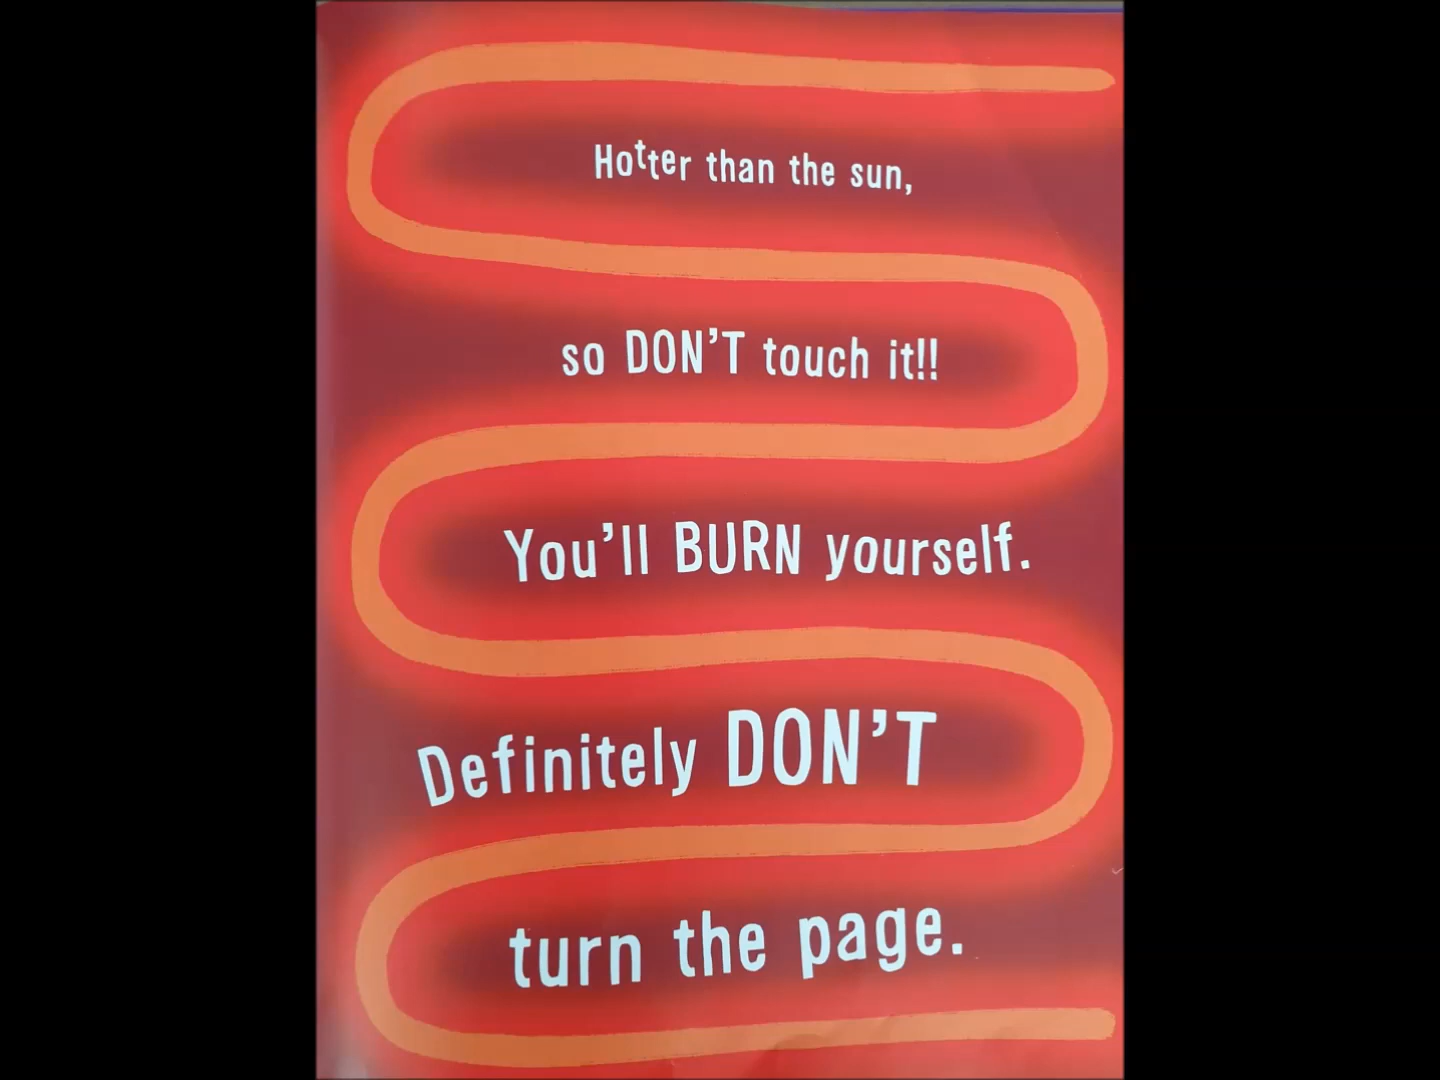 Hotter than the sun,
so DON'T touch it!!
You'll BURN yourself.
Definitely DON'T
turn the page.